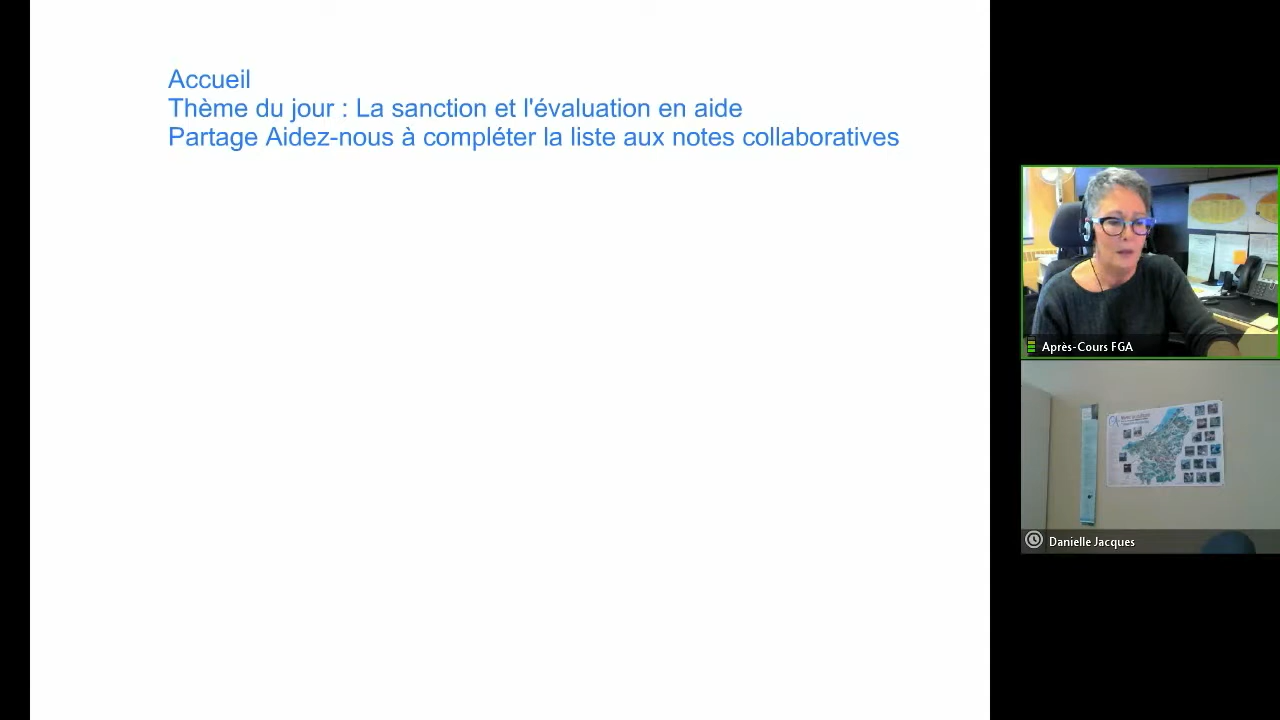 Accueil
Thème du jour : La sanction et l'évaluation en aide
Partage Aidez-nous à compléter la liste aux notes collaboratives
Après-Cours FGA
Danielle Jacques